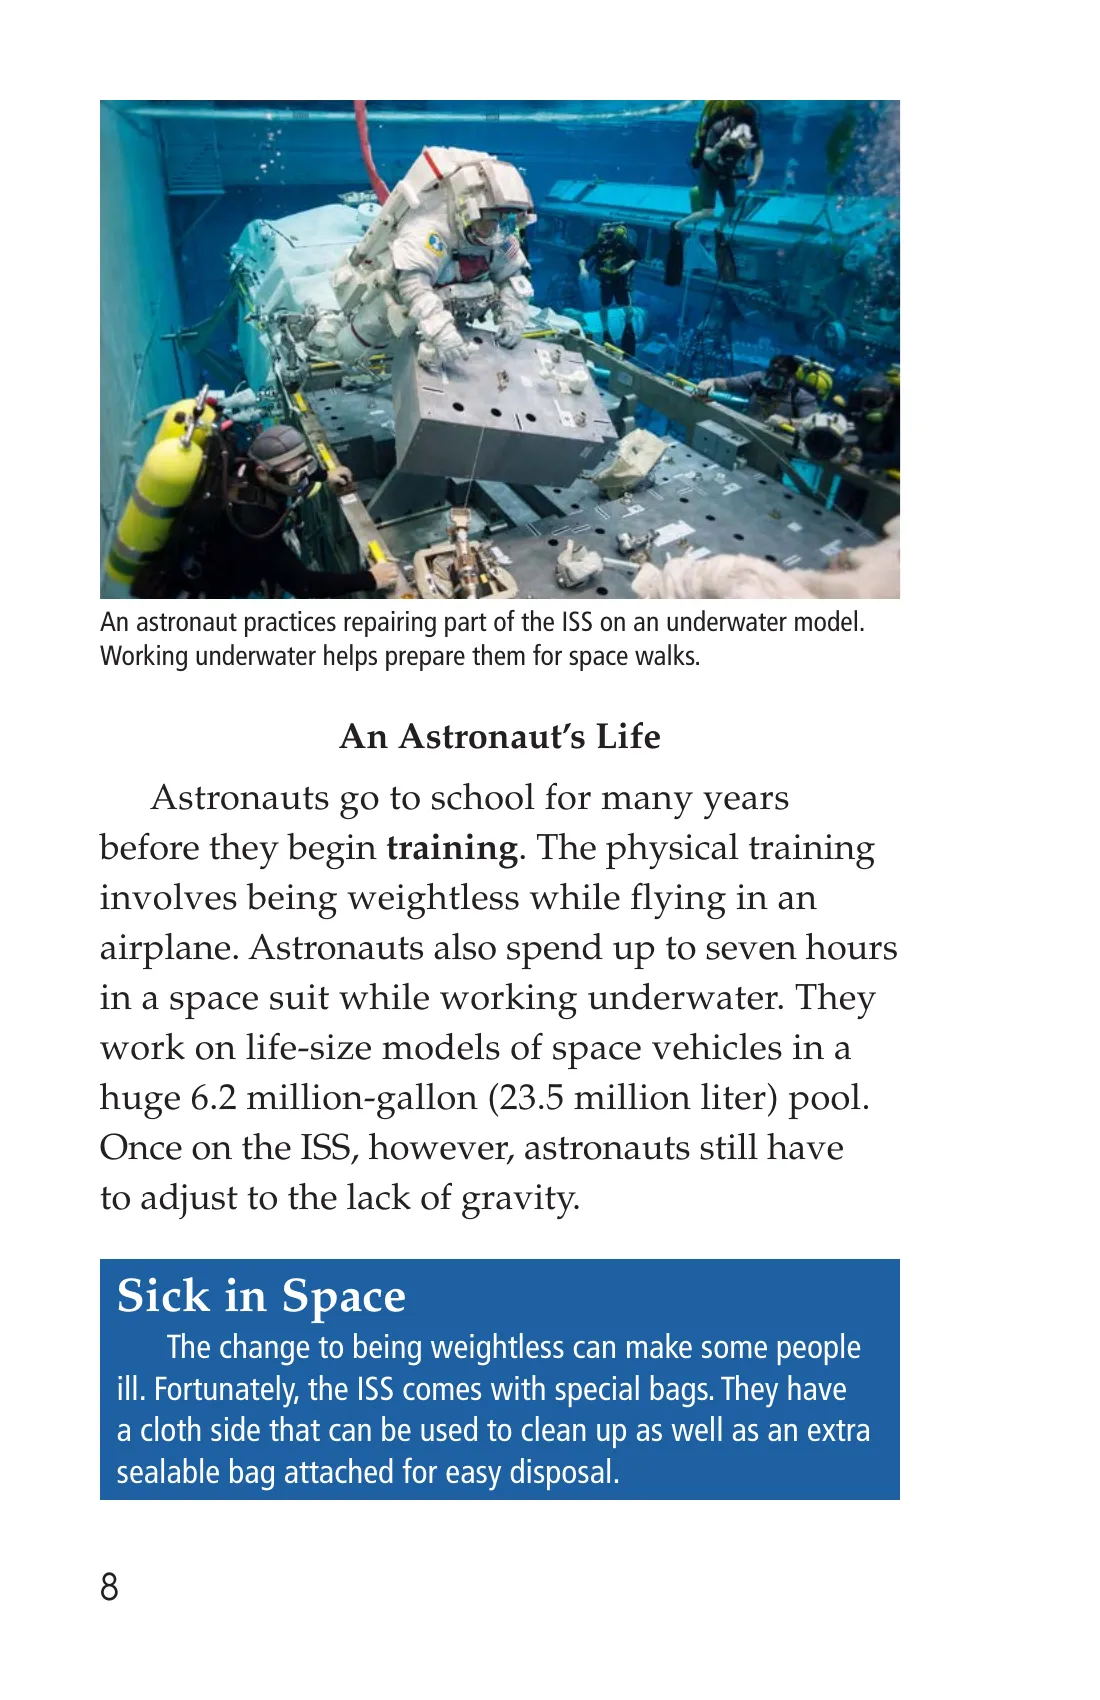 An astronaut practices repairing part of the ISS on an underwater model.
Working underwater helps prepare them for space walks.
An Astronaut’s Life
Astronauts go to school for many years
before they begin training. The physical training
involves being weightless while flying in an
airplane. Astronauts also spend up to seven hours
in a space suit while working underwater. They
work on life-size models of space vehicles in a
huge 6.2 million-gallon (23.5 million liter) pool.
Once on the ISS, however, astronauts still have
to adjust to the lack of gravity.
Sick in Space
The change to being weightless can make some people
ill. Fortunately, the ISS comes with special bags. They have
a cloth side that can be used to clean up as well as an extra
sealable bag attached for easy disposal.
8